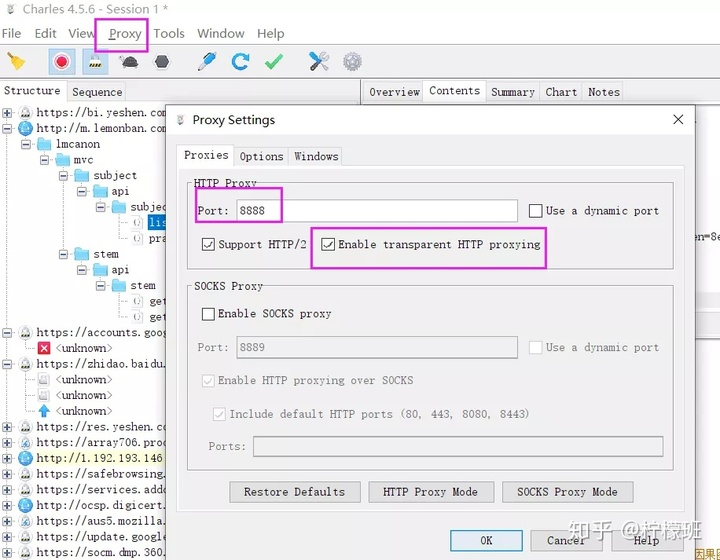 Charles 4.5.6 - Session 1 *
File Edit View Proxy Tools Window Help
Structure Sequence
Overview Contents Summary Chart Notes
https://bi.yeshen.com
http://m.lemonban.com
lmcanon
mvc
subject
api
subje
lis
pra
stem
api
stem
get
get
https://accounts.goog
<unknown>
https://zhidao.baidu.
<unknown>
<unknown>
<unknown>
https://res.yeshen.co
https://array706.prod
http://1.192.193.146
https://safebrowsing.
https://services.addo
http://ocsp.digicert.
https://aus5.mozilla.
https://update.google
https://socm.dmp.360.
Proxy Settings
Proxies Options Windows
HTTP Proxy
Port: 8888 Use a dynamic port
Support HTTP/2 Enable transparent HTTP proxying
SOCKS Proxy
Enable SOCKS proxy
Port: 8889 Use a dynamic port
Enable HTTP proxying over SOCKS
Include default HTTP ports (80, 443, 8080, 8443)
Ports:
Restore Defaults HTTP Proxy Mode SOCKS Proxy Mode
OK Cancel Help
知乎 @柠檬班